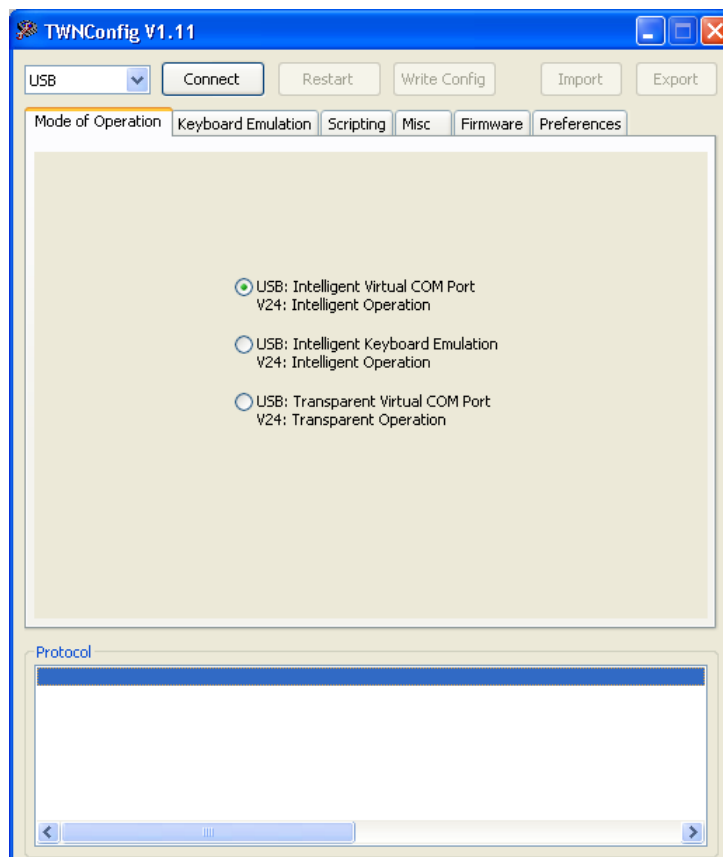 TWNConfig V1.11
USB Connect Restart Write Config Import Export
Mode of Operation Keyboard Emulation Scripting Misc Firmware Preferences
USB: Intelligent Virtual COM Port
V24: Intelligent Operation
USB: Intelligent Keyboard Emulation
V24: Intelligent Operation
USB: Transparent Virtual COM Port
V24: Transparent Operation
Protocol